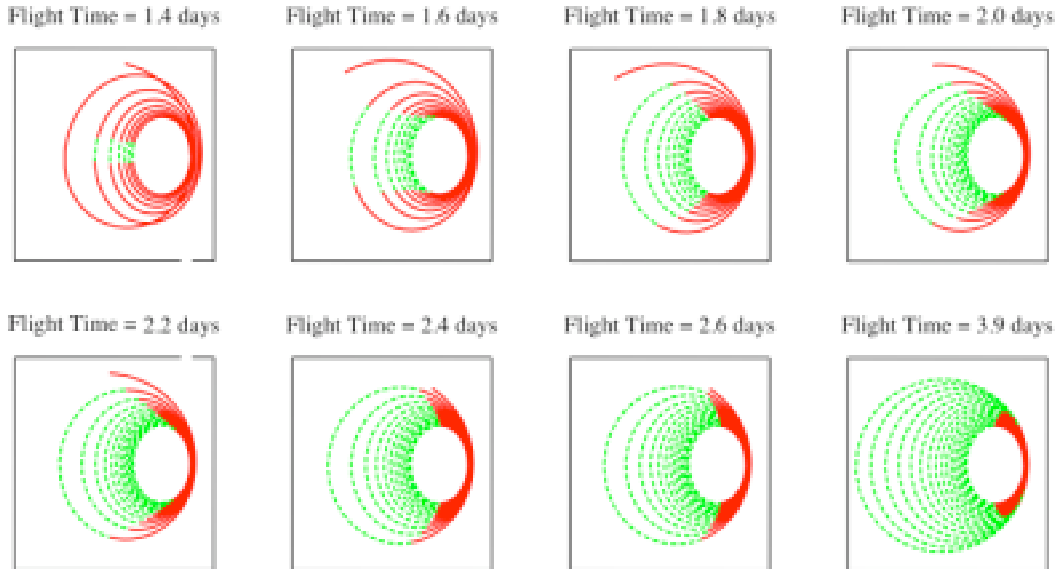 Flight Time = 1.4 days
Flight Time = 1.6 days
Flight Time = 1.8 days
Flight Time = 2.0 days
Flight Time = 2.2 days
Flight Time = 2.4 days
Flight Time = 2.6 days
Flight Time = 3.9 days